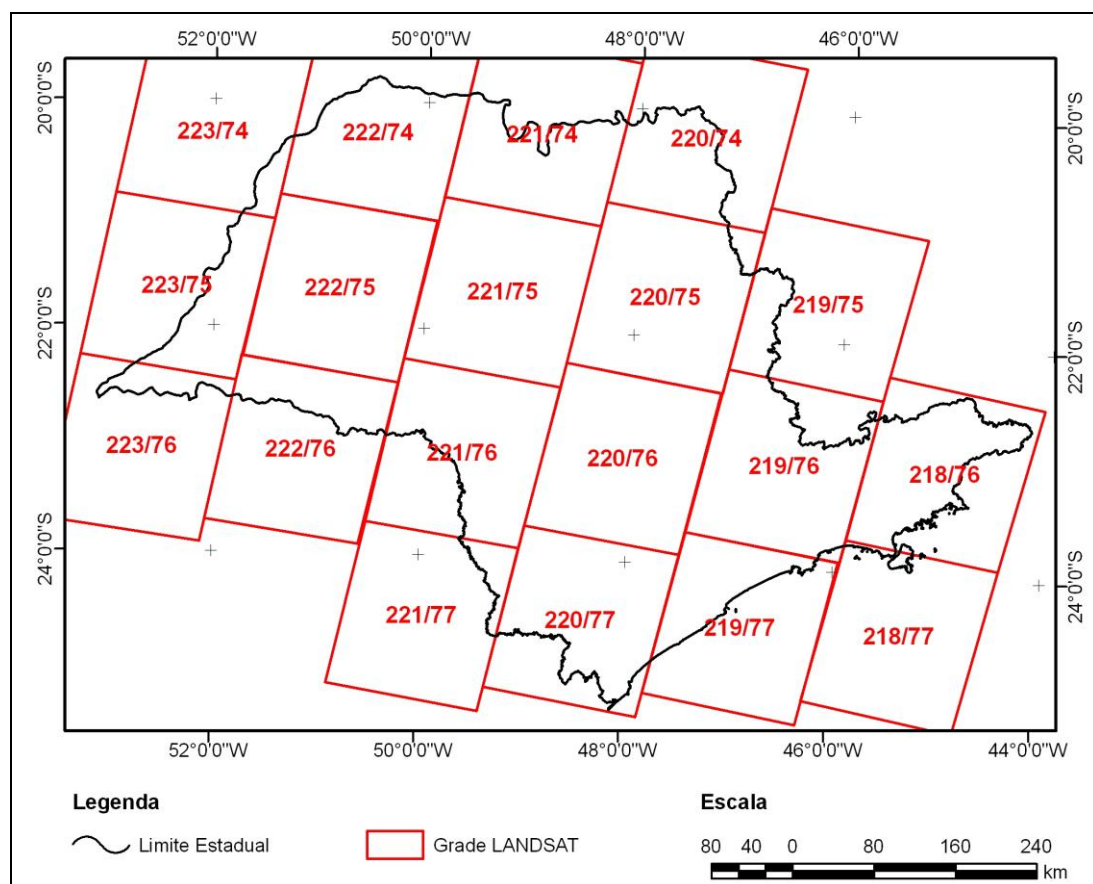 52°0'0"W 50°0'0"W 48°0'0"W 46°0'0"W
20°0'0"S
20°0'0"S
223/74 222/74 221/74 220/74
223/75 222/75 221/75 220/75 219/75
22°0'0"S
22°0'0"S
223/76 222/76 221/76 220/76 219/76 218/76
24°0'0"S
24°0'0"S
221/77 220/77 219/77 218/77
52°0'0"W 50°0'0"W 48°0'0"W 46°0'0"W 44°0'0"W
Legenda
Limite Estadual
Grade LANDSAT
Escala
80 40 0 80 160 240
km